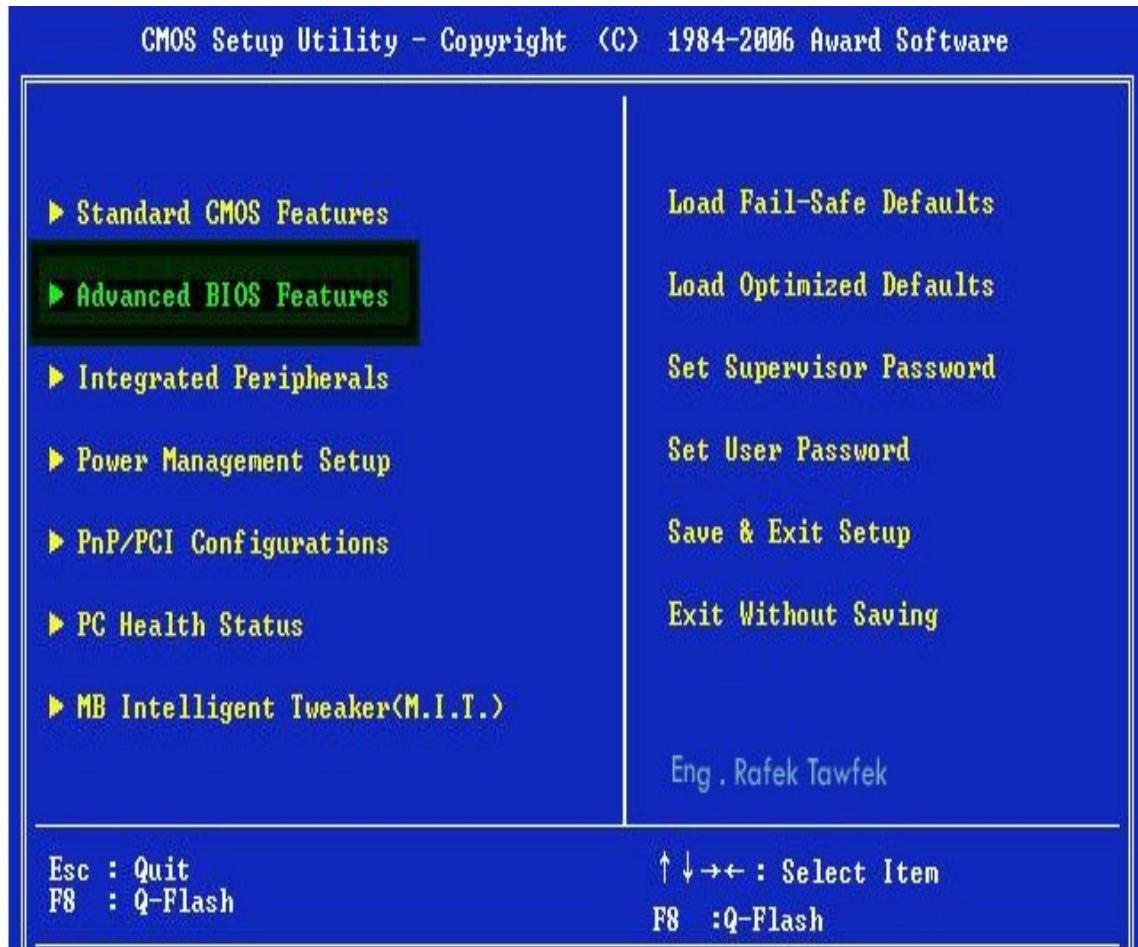 CMOS Setup Utility - Copyright (C) 1984-2006 Award Software
▶ Standard CMOS Features
▶ Advanced BIOS Features
▶ Integrated Peripherals
▶ Power Management Setup
▶ PnP/PCI Configurations
▶ PC Health Status
▶ MB Intelligent Tweaker(M.I.T.)
Load Fail-Safe Defaults
Load Optimized Defaults
Set Supervisor Password
Set User Password
Save & Exit Setup
Exit Without Saving
Eng . Rafek Tawfek
Esc : Quit
F8 : Q-Flash
↑↓→← : Select Item
F8 :Q-Flash